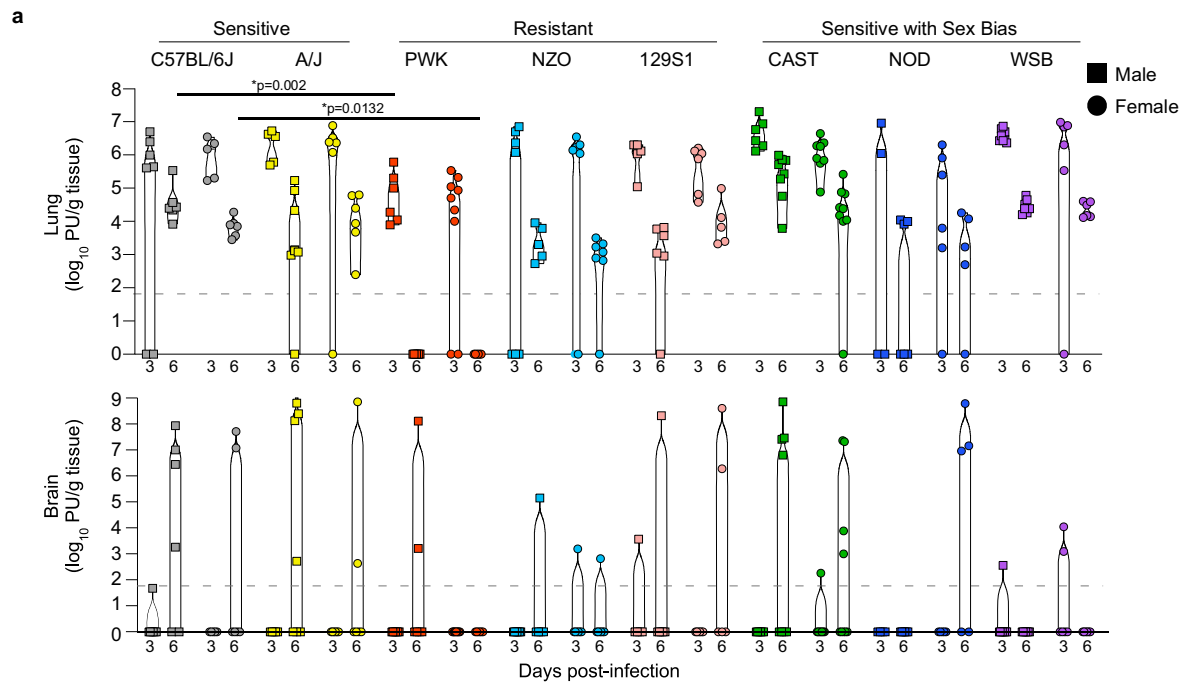 a
Sensitive Resistant Sensitive with Sex Bias
C57BL/6J A/J PWK NZO 129S1 CAST NOD WSB
Male
Female
*p=0.002
*p=0.0132
Lung
(log10 PU/g tissue)
8
7
6
5
4
3
2
1
0
3 6 3 6 3 6 3 6 3 6 3 6 3 6 3 6 3 6 3 6 3 6 3 6 3 6 3 6 3 6 3 6
Brain
(log10 PU/g tissue)
9
8
7
6
5
4
3
2
1
0
3 6 3 6 3 6 3 6 3 6 3 6 3 6 3 6 3 6 3 6 3 6 3 6 3 6 3 6 3 6 3 6
Days post-infection